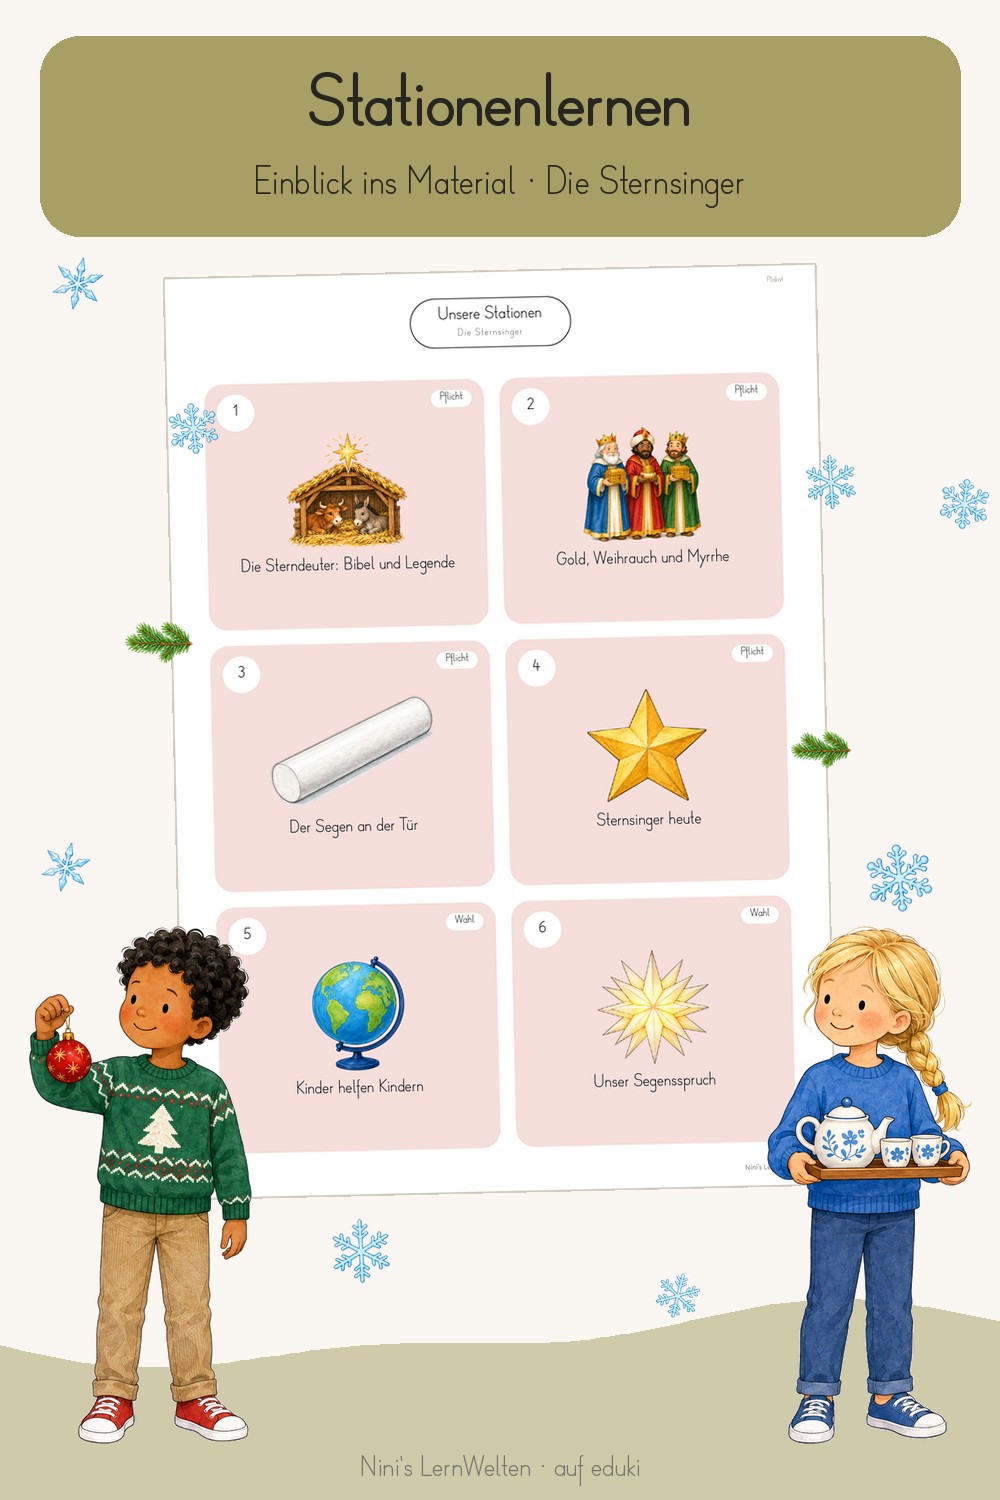 Stationenlernen
Einblick ins Material · Die Sternsinger
Plakat
Unsere Stationen
Die Sternsinger
1
Pflicht
Die Sterndeuter: Bibel und Legende
2
Pflicht
Gold, Weihrauch und Myrrhe
3
Pflicht
Der Segen an der Tür
4
Pflicht
Sternsinger heute
5
Wahl
Kinder helfen Kindern
6
Wahl
Unser Segensspruch
Nini's
Nini's LernWelten · auf eduki